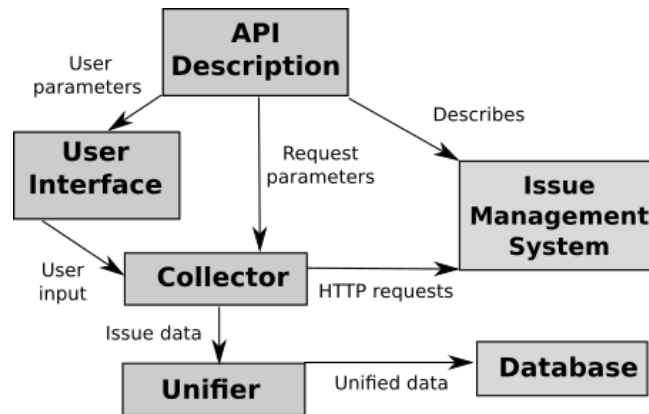 API
Description
User
parameters
Describes
User
Interface
Request
parameters
Issue
Management
System
User
input
Collector
HTTP requests
Issue data
Unifier
Unified data
Database